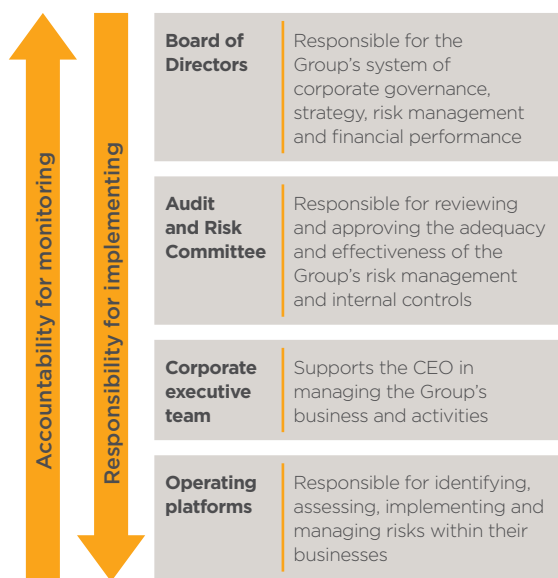 Accountability for monitoring
Responsibility for implementing
Board of
Directors
Responsible for the
Group's system of
corporate governance,
strategy, risk management
and financial performance
Audit
and Risk
Committee
Responsible for reviewing
and approving the adequacy
and effectiveness of the
Group's risk management
and internal controls
Corporate
executive
team
Supports the CEO in
managing the Group's
business and activities
Operating
platforms
Responsible for identifying,
assessing, implementing and
managing risks within their
businesses